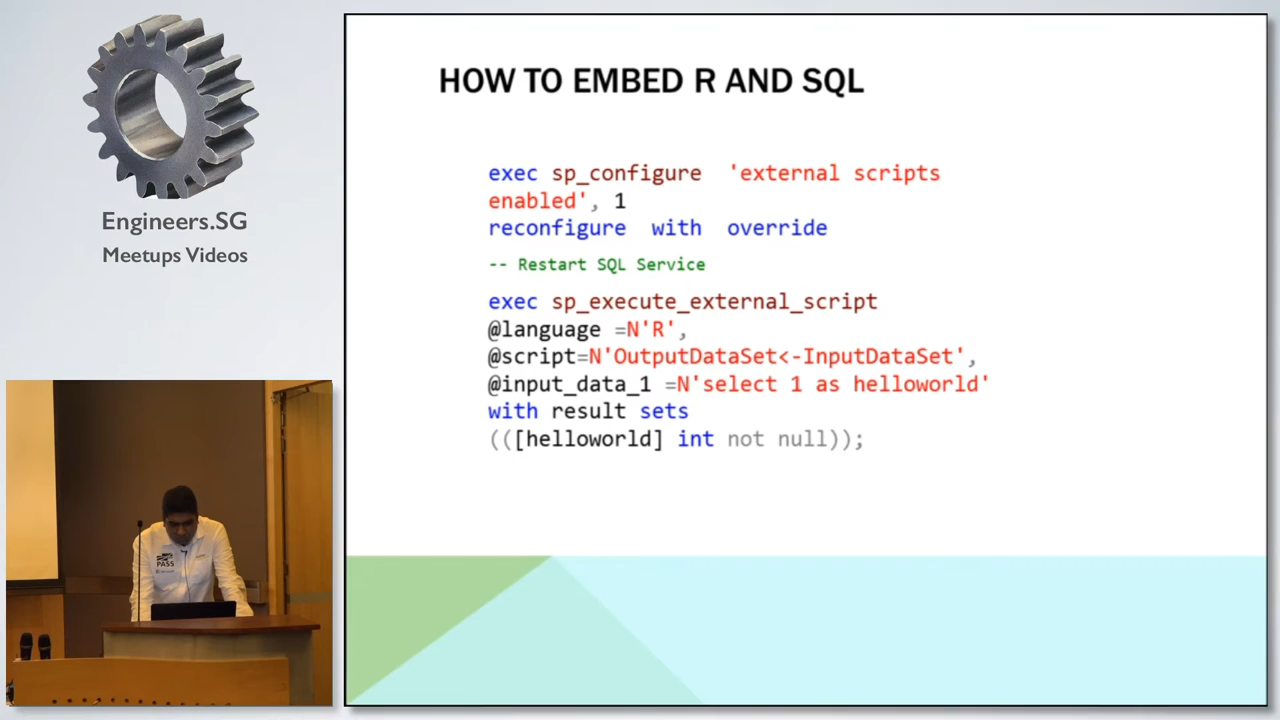 Engineers.SG
Meetups Videos
HOW TO EMBED R AND SQL
exec sp_configure 'external scripts
enabled', 1
reconfigure with override
-- Restart SQL Service
exec sp_execute_external_script
@language =N'R',
@script=N'OutputDataSet<-InputDataSet',
@input_data_1 =N'select 1 as helloworld'
with result sets
(([helloworld] int not null));
PASS